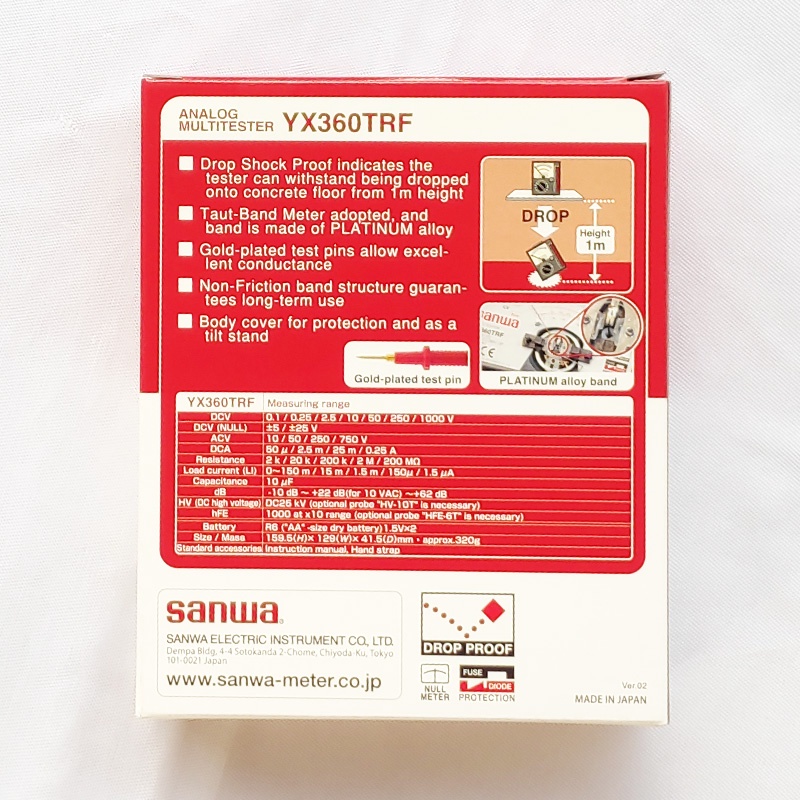 ANALOG
MULTITESTER YX360TRF
Drop Shock Proof indicates the
tester can withstand being dropped
onto concrete floor from 1m height
Taut-Band Meter adopted, and
band is made of PLATINUM alloy
Gold-plated test pins allow excel-
lent conductance
Non-Friction band structure guaran-
tees long-term use
Body cover for protection and as a
tilt stand
DROP
Height
1m
Gold-plated test pin
sanwa
PLATINUM alloy band
YX360TRF Measuring range
DCV 0.1 / 0.25 / 2.5 / 10 / 50 / 250 / 1000 V
DCV (NULL) ±5 / ±25 V
ACV 10 / 50 / 250 / 750 V
DCA 50 μ / 2.5 m / 25 m / 0.25 A
Resistance 2 k / 20 k / 200 k / 2 M / 200 MΩ
Load current (LI) 0～150 m / 15 m / 1.5 m / 150μ / 1.5 μA
Capacitance 10 μF
dB -10 dB ～ +22 dB(for 10 VAC) ～+62 dB
HV (DC high voltage) DC25 kV (optional probe "HV-10T" is necessary)
hFE 1000 at x10 range (optional probe "HFE-6T" is necessary)
Battery R6 ("AA" -size dry battery) 1.5V×2
Size / Mass 159.5(H)× 129(W)× 41.5(D)mm・approx.320g
Standard accessories Instruction manual, Hand strap
sanwa
SANWA ELECTRIC INSTRUMENT CO., LTD.
Dempa Bldg, 4-4 Sotokanda 2-Chome, Chiyoda-Ku, Tokyo
101-0021 Japan
www.sanwa-meter.co.jp
DROP PROOF
NULL
METER
FUSE
DIODE
PROTECTION
Ver.02
MADE IN JAPAN